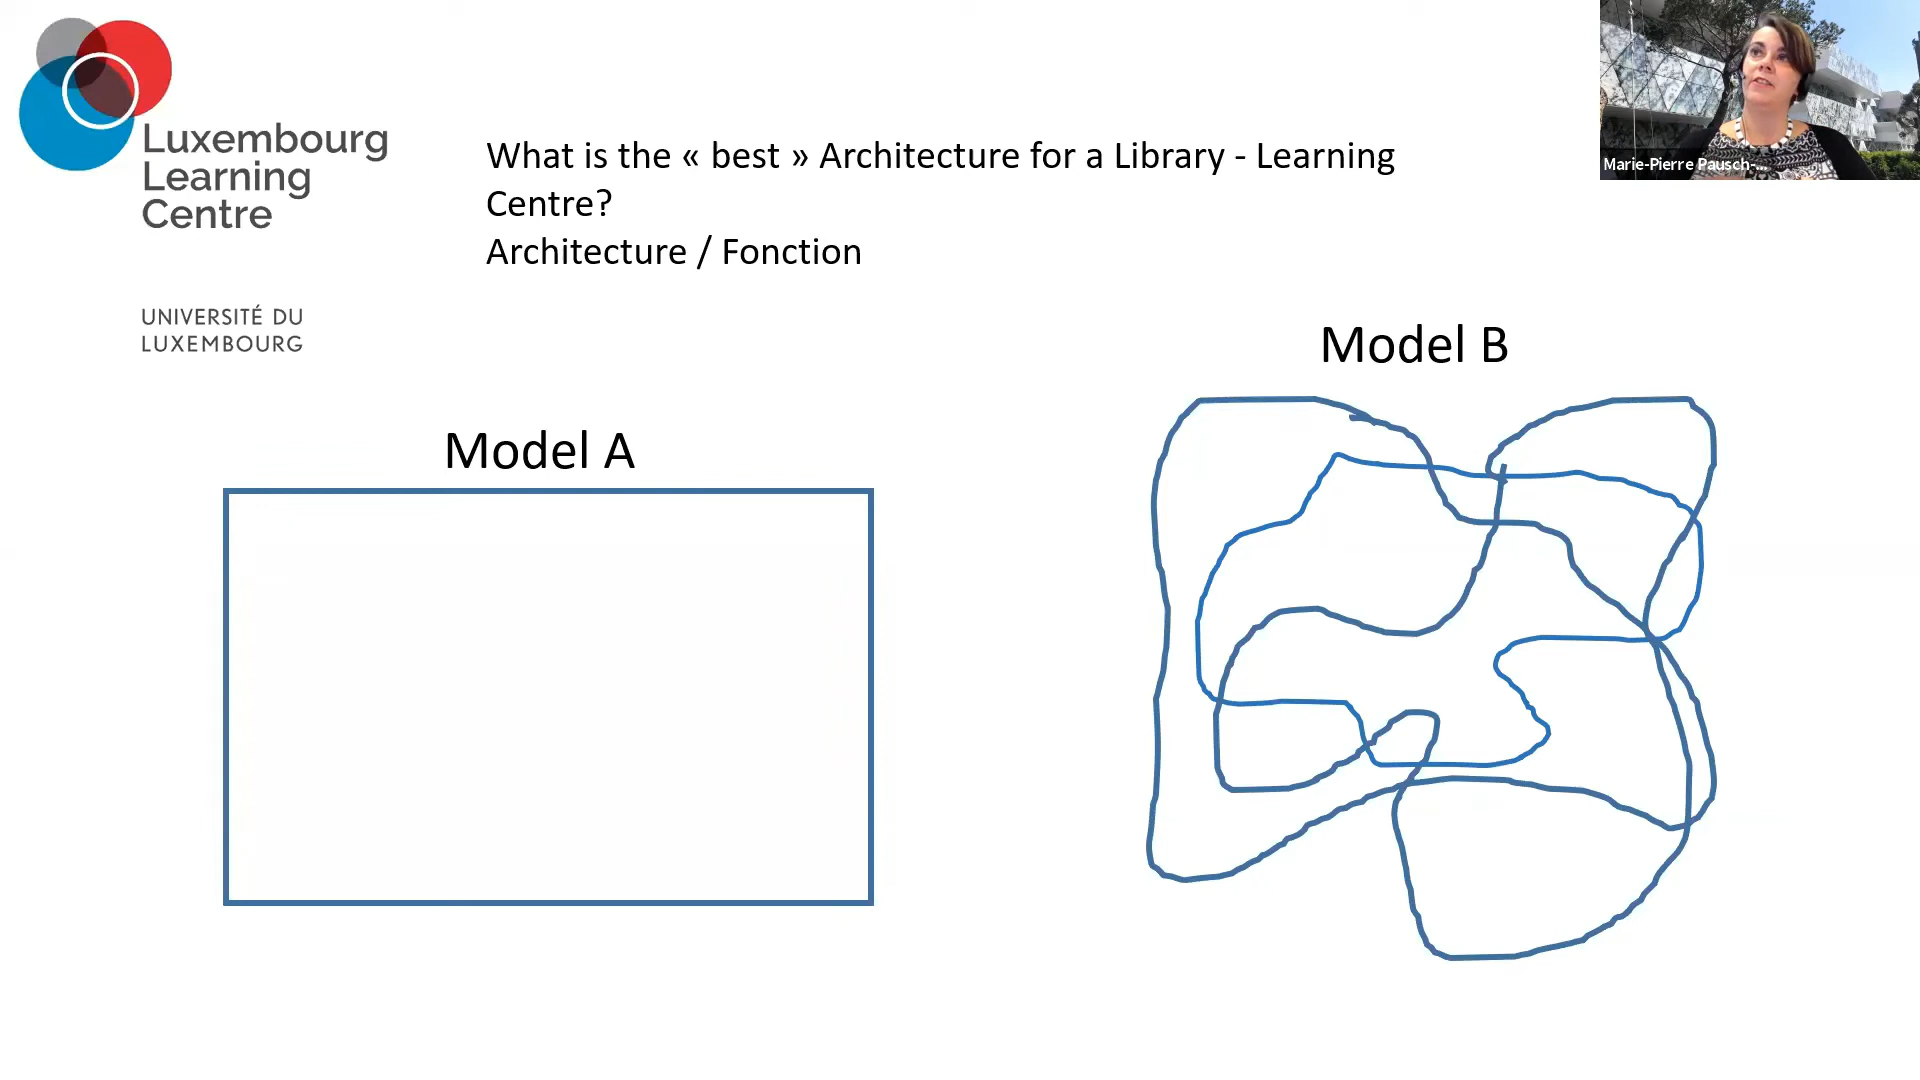 Luxembourg
Learning
Centre
UNIVERSITÉ DU
LUXEMBOURG
What is the « best » Architecture for a Library - Learning
Centre?
Architecture / Fonction
Marie-Pierre Pausch-...
Model A
Model B